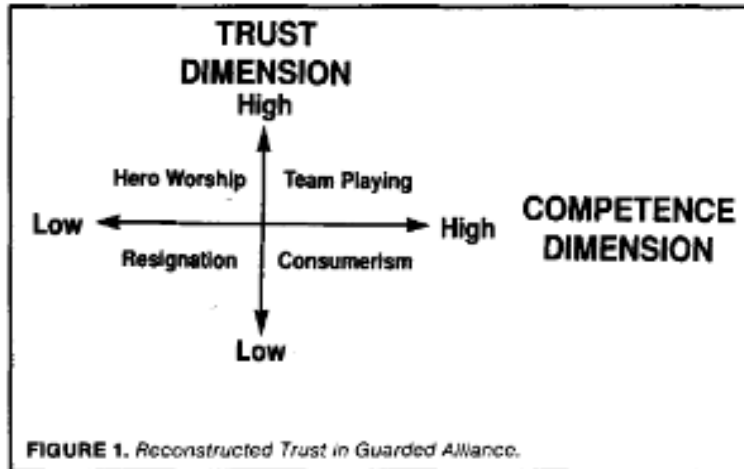 TRUST
DIMENSION
High
Hero Worship Team Playing
Low High COMPETENCE
DIMENSION
Resignation Consumerism
Low
FIGURE 1. Reconstructed Trust in Guarded Alliance.